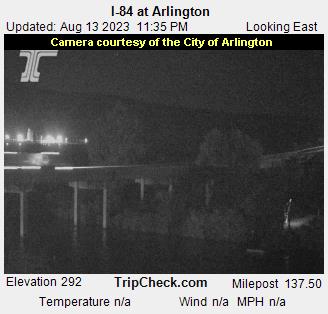 I-84 at Arlington
Updated: Aug 13 2023 11:35 PM Looking East
Camera courtesy of the City of Arlington
Elevation 292 TripCheck.com Milepost 137.50
Temperature n/a Wind n/a MPH n/a